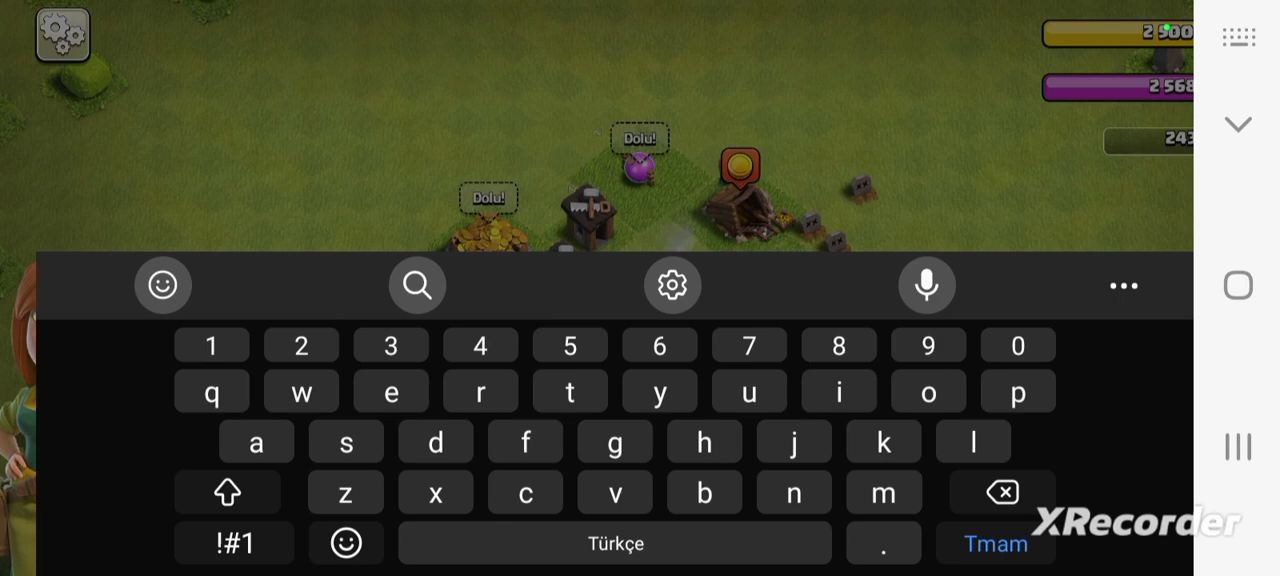 2 500
2 568
243
Dolu!
Dolu!
1 2 3 4 5 6 7 8 9 0
q w e r t y u i o p
a s d f g h j k l
z x c v b n m
!#1 Türkçe . Tmam
XRecorder